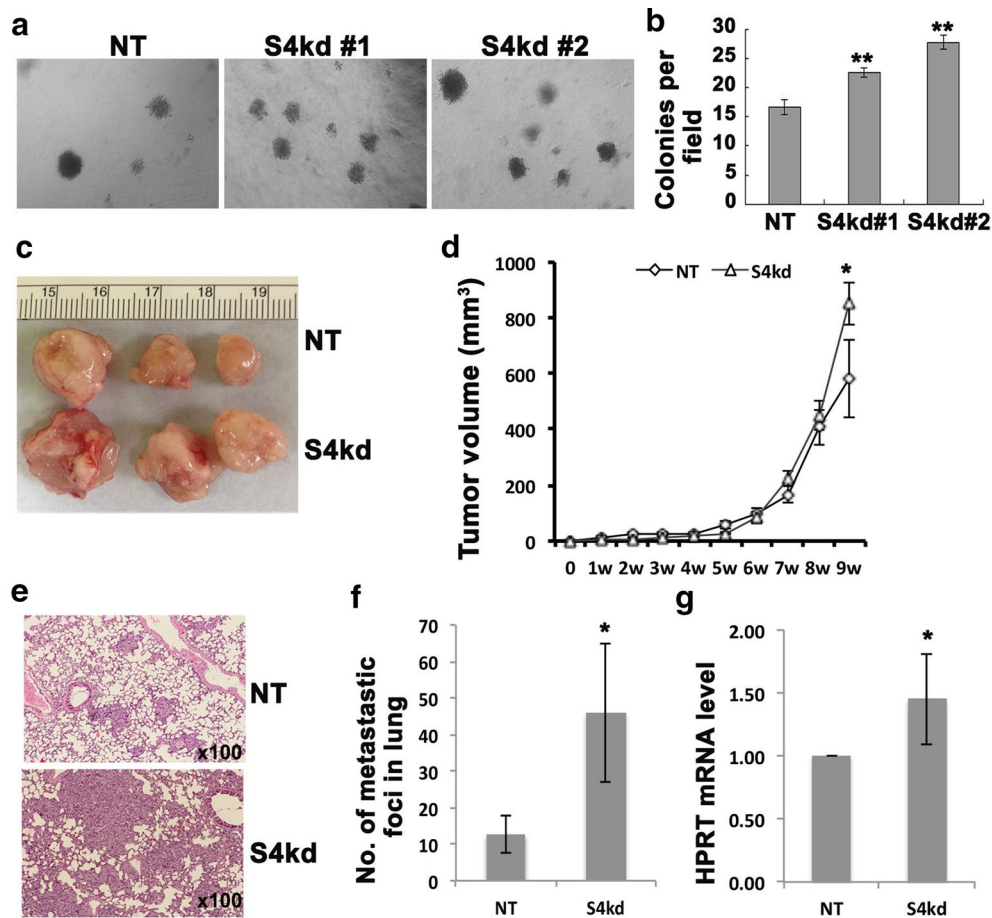 a
NT
S4kd #1
S4kd #2
b
Colonies per
field
30
25
20
15
10
5
0
**
**
NT
S4kd#1
S4kd#2
c
15
16
17
18
19
NT
S4kd
d
Tumor volume (mm³)
1000
800
600
400
200
0
NT
S4kd
*
0 1w 2w 3w 4w 5w 6w 7w 8w 9w
e
NT
x100
S4kd
x100
f
No. of metastastic
foci in lung
70
60
50
40
30
20
10
0
*
NT
S4kd
g
HPRT mRNA level
2.00
1.50
1.00
0.50
0.00
*
NT
S4kd